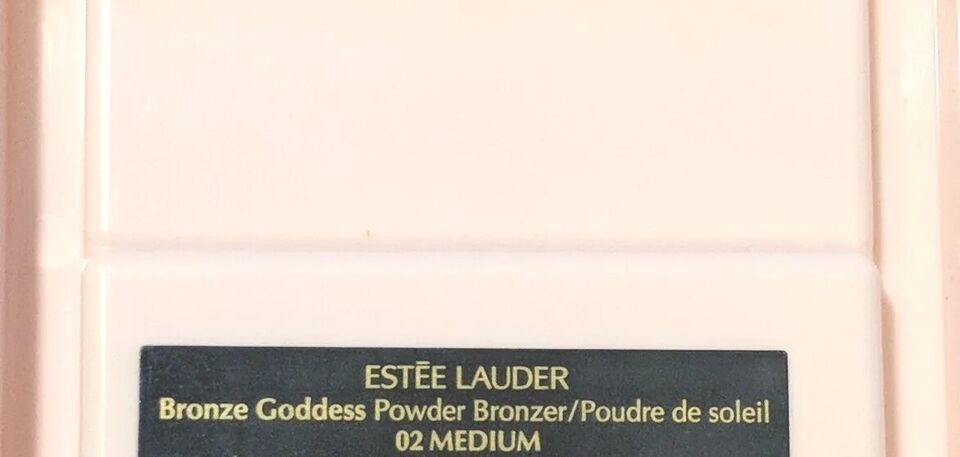 ESTĒE LAUDER
Bronze Goddess Powder Bronzer/Poudre de soleil
02 MEDIUM